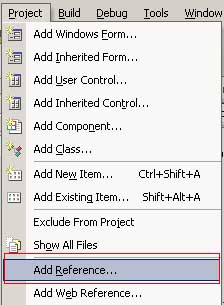 Project Build Debug Tools Window
Add Windows Form...
Add Inherited Form...
Add User Control...
Add Inherited Control...
Add Component...
Add Class...
Add New Item... Ctrl+Shift+A
Add Existing Item... Shift+Alt+A
Exclude From Project
Show All Files
Add Reference...
Add Web Reference...